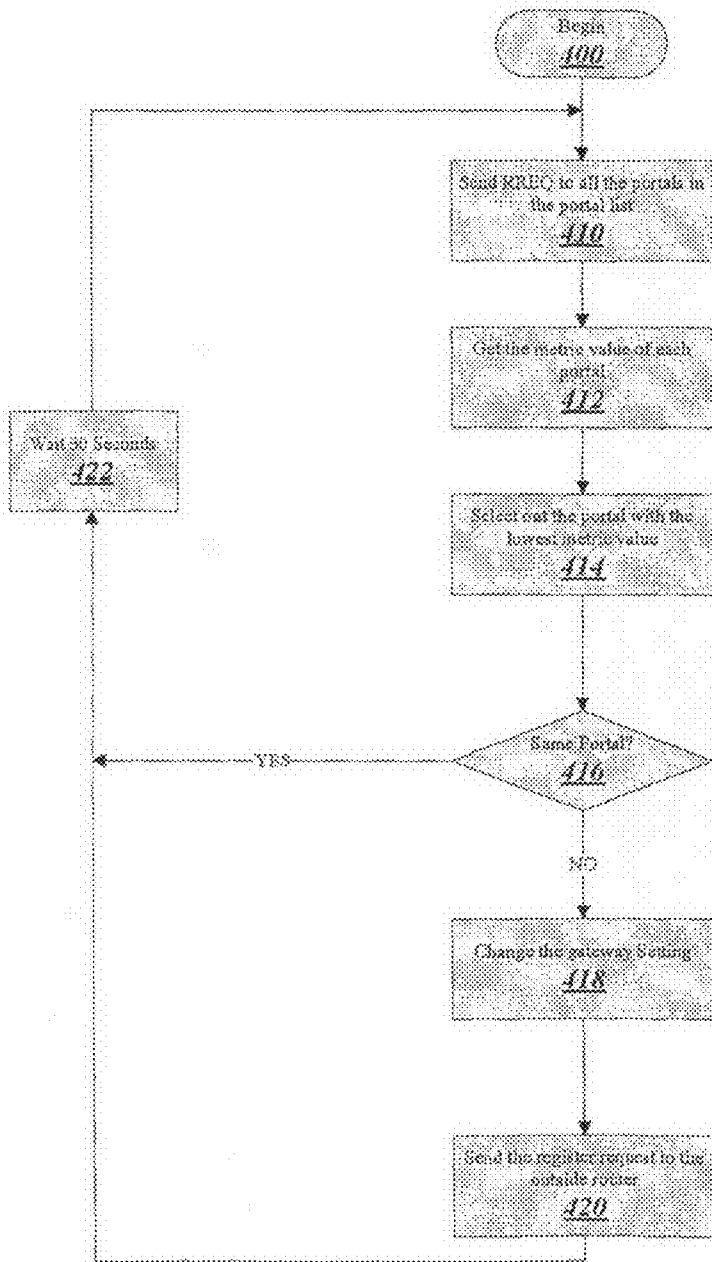 Begin
400
Send RREQ to all the portals in
the portal list
410
Get the metric value of each
portal
412
Wait 30 Seconds
422
Select out the portal with the
lowest metric value
414
Same Portal?
416
YES
NO
Change the gateway Setting
418
Send the register request to the
outside router
420